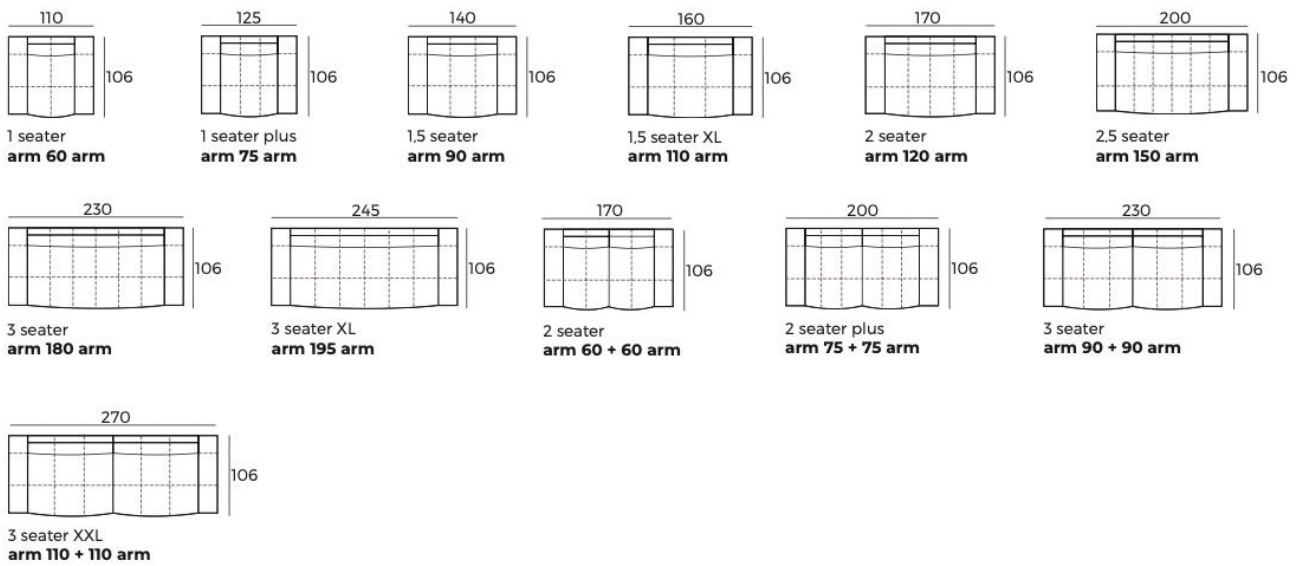 110
125
140
160
170
200
106
106
106
106
106
106
1 seater
arm 60 arm
1 seater plus
arm 75 arm
1,5 seater
arm 90 arm
1,5 seater XL
arm 110 arm
2 seater
arm 120 arm
2,5 seater
arm 150 arm
230
245
170
200
230
106
106
106
106
106
3 seater
arm 180 arm
3 seater XL
arm 195 arm
2 seater
arm 60 + 60 arm
2 seater plus
arm 75 + 75 arm
3 seater
arm 90 + 90 arm
270
106
3 seater XXL
arm 110 + 110 arm